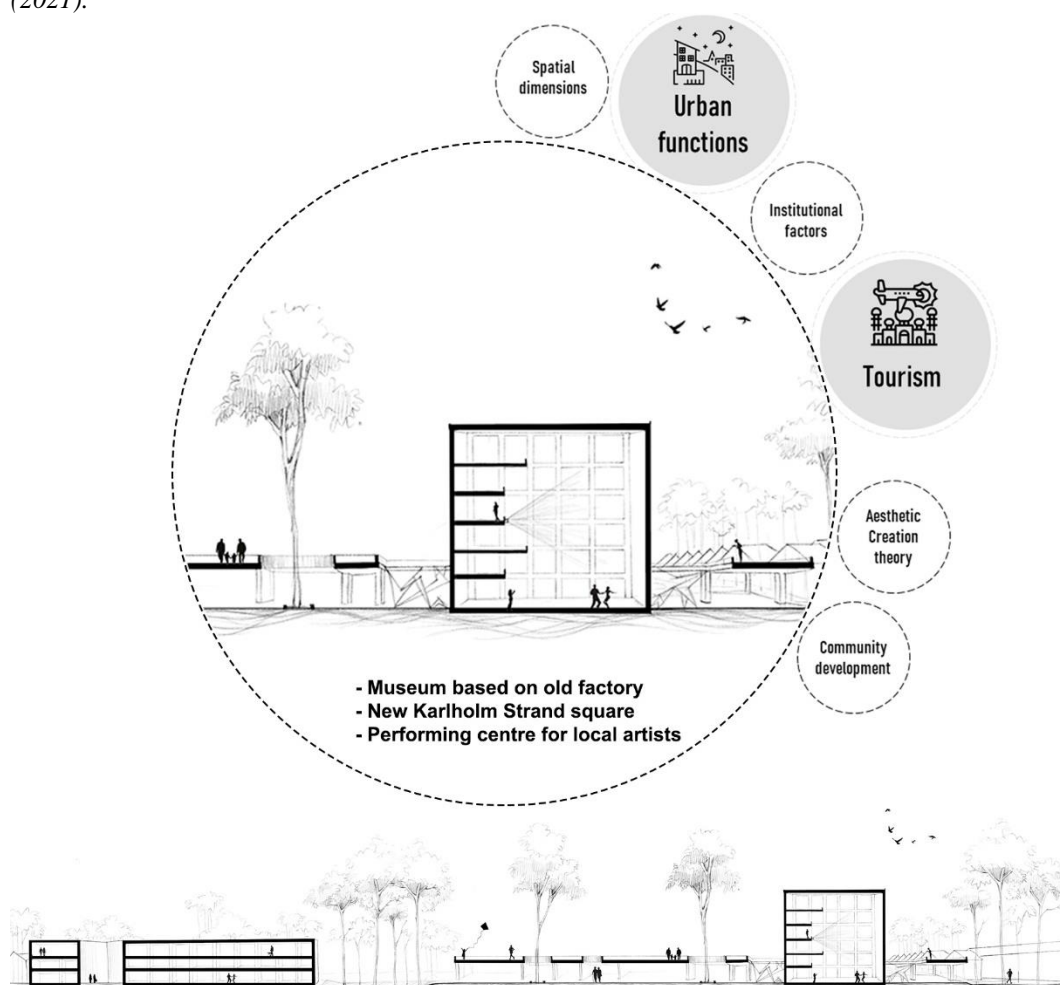 (2021).
Spatial
dimensions
Urban
functions
Institutional
factors
Tourism
Aesthetic
Creation
theory
Community
development
- Museum based on old factory
- New Karlholm Strand square
- Performing centre for local artists